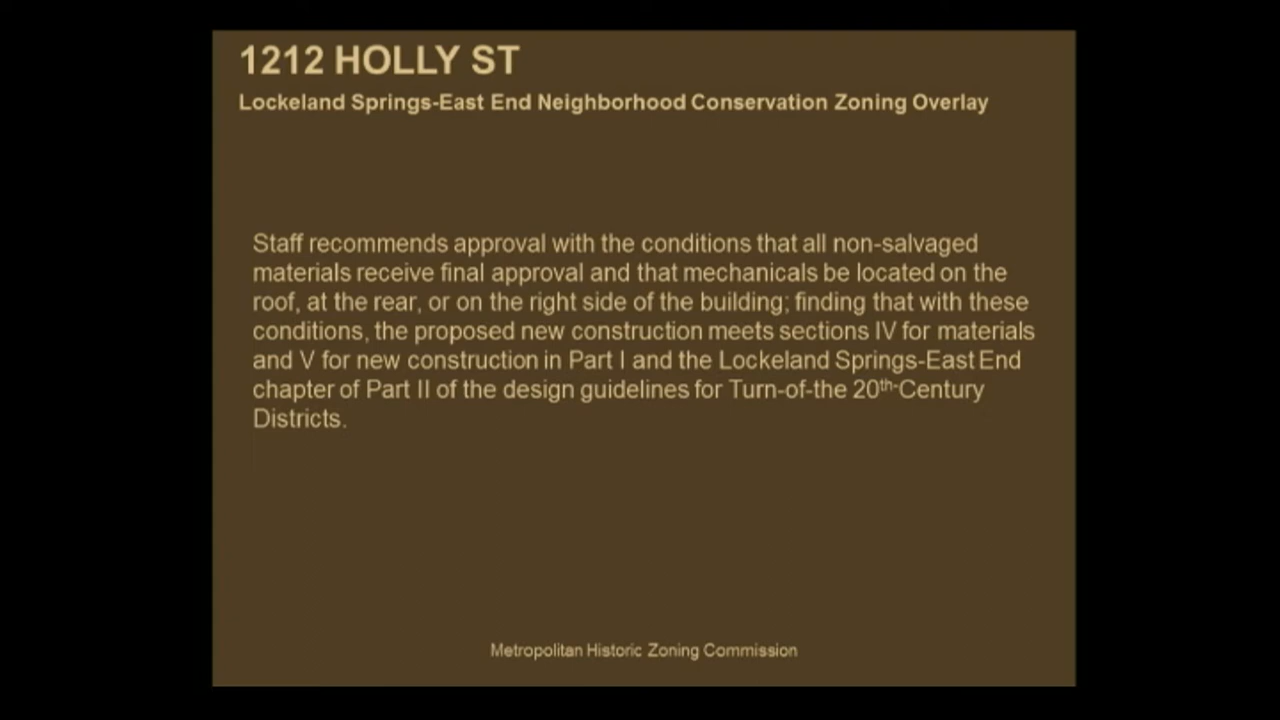 1212 HOLLY ST
Lockeland Springs-East End Neighborhood Conservation Zoning Overlay
Staff recommends approval with the conditions that all non-salvaged
materials receive final approval and that mechanicals be located on the
roof, at the rear, or on the right side of the building; finding that with these
conditions, the proposed new construction meets sections IV for materials
and V for new construction in Part I and the Lockeland Springs-East End
chapter of Part II of the design guidelines for Turn-of-the 20th-Century
Districts.
Metropolitan Historic Zoning Commission